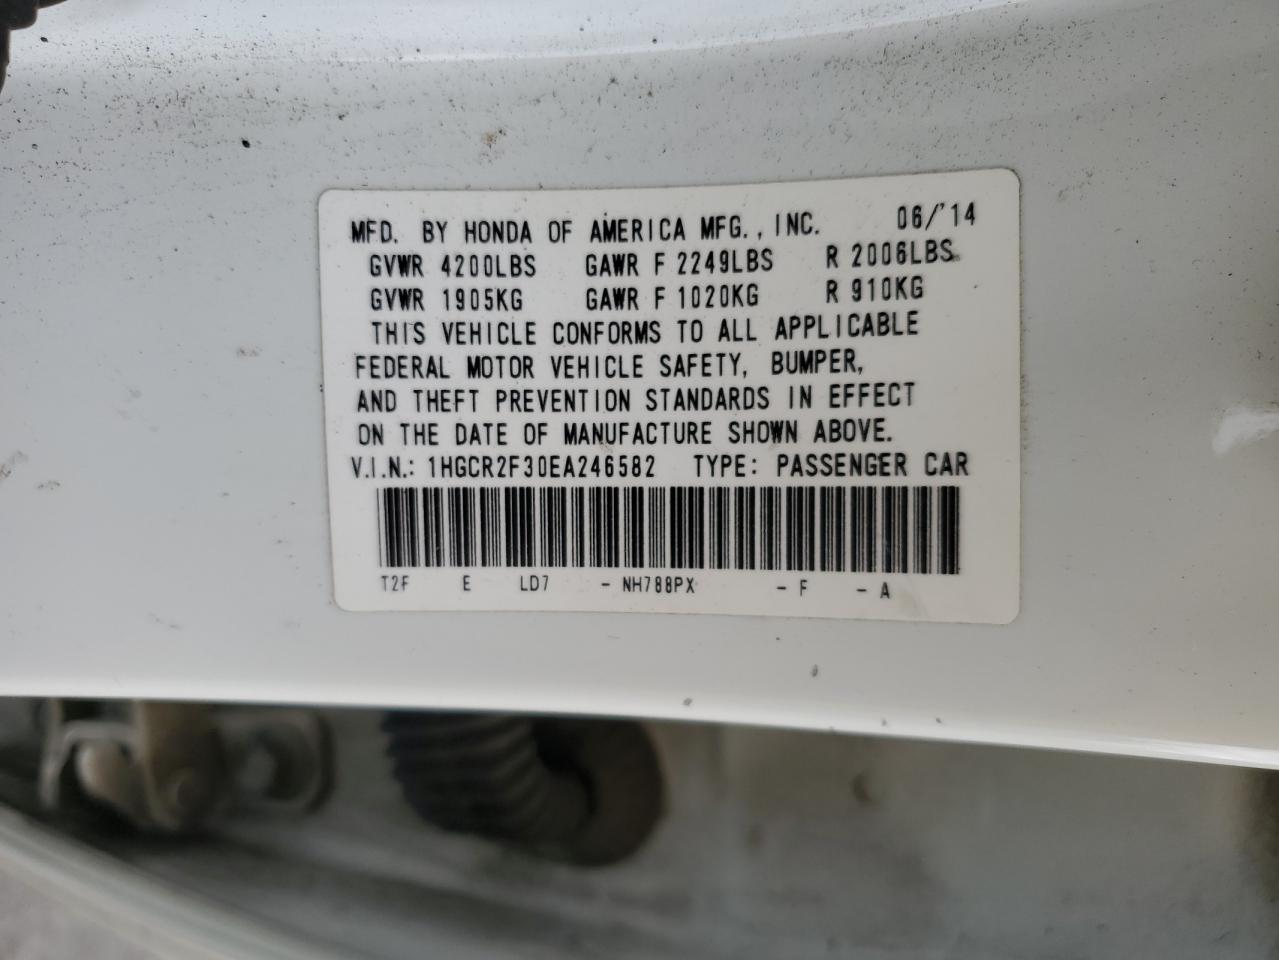 MFD. BY HONDA OF AMERICA MFG., INC. 06/'14
GVWR 4200LBS GAWR F 2249LBS R 2006LBS
GVWR 1905KG GAWR F 1020KG R 910KG
THIS VEHICLE CONFORMS TO ALL APPLICABLE
FEDERAL MOTOR VEHICLE SAFETY, BUMPER,
AND THEFT PREVENTION STANDARDS IN EFFECT
ON THE DATE OF MANUFACTURE SHOWN ABOVE.
V.I.N.: 1HGCR2F30EA246582 TYPE: PASSENGER CAR
T2F E LD7 - NH788PX - F - A